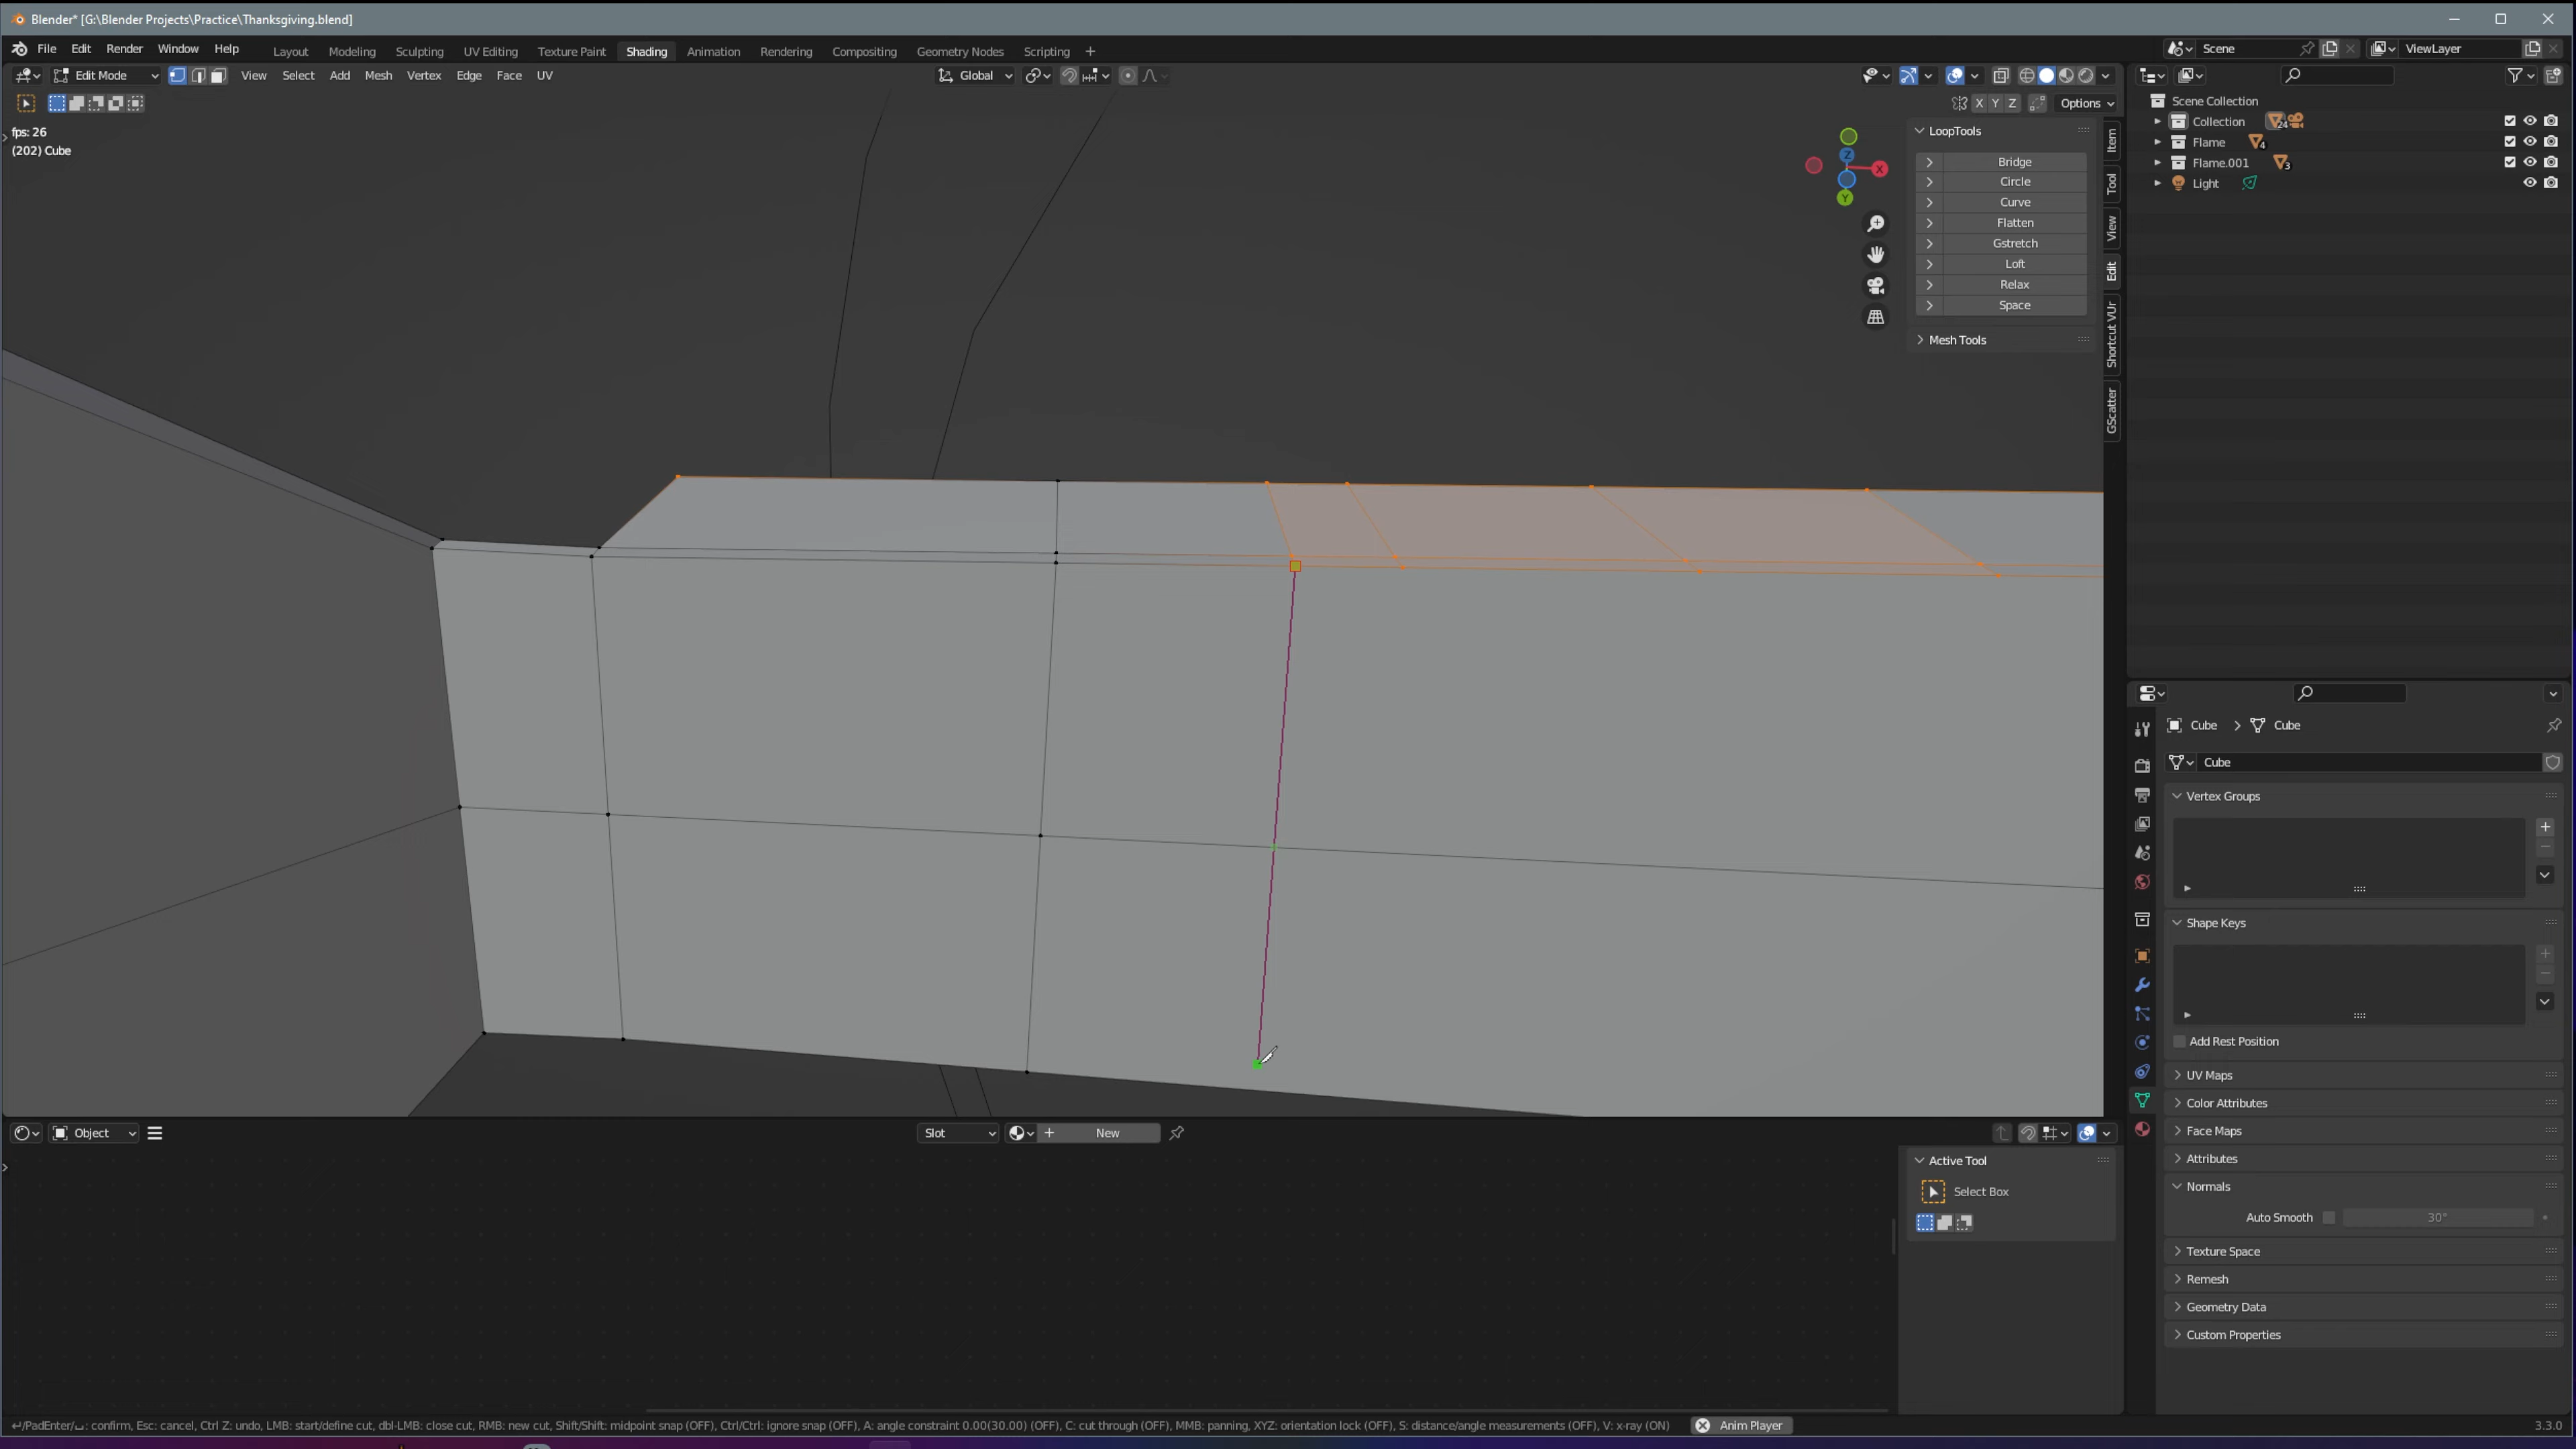 Blender* [G:\Blender Projects\Practice\Thanksgiving.blend]
File Edit Render Window Help Layout Modeling Sculpting UV Editing Texture Paint Shading Animation Rendering Compositing Geometry Nodes Scripting + Scene ViewLayer
Edit Mode View Select Add Mesh Vertex Edge Face UV Global
X Y Z Options
fps: 26
(202) Cube
LoopTools
Bridge
Circle
Curve
Flatten
Gstretch
Loft
Relax
Space
Mesh Tools
Z
X
Y
Item
Tool
View
Edit
Shortcut VUr
GScatter
Scene Collection
Collection 24
Flame 4
Flame.001 3
Light
Cube > Cube
Cube
Vertex Groups
Shape Keys
Add Rest Position
UV Maps
Color Attributes
Face Maps
Attributes
Normals
Auto Smooth 30°
Texture Space
Remesh
Geometry Data
Custom Properties
Object Slot + New
Active Tool
Select Box
↵/PadEnter/␣: confirm, Esc: cancel, Ctrl Z: undo, LMB: start/define cut, dbl-LMB: close cut, RMB: new cut, Shift/Shift: midpoint snap (OFF), Ctrl/Ctrl: ignore snap (OFF), A: angle constraint 0.00(30.00) (OFF), C: cut through (OFF), MMB: panning, XYZ: orientation lock (OFF), S: distance/angle measurements (OFF), V: x-ray (ON) Anim Player 3.3.0